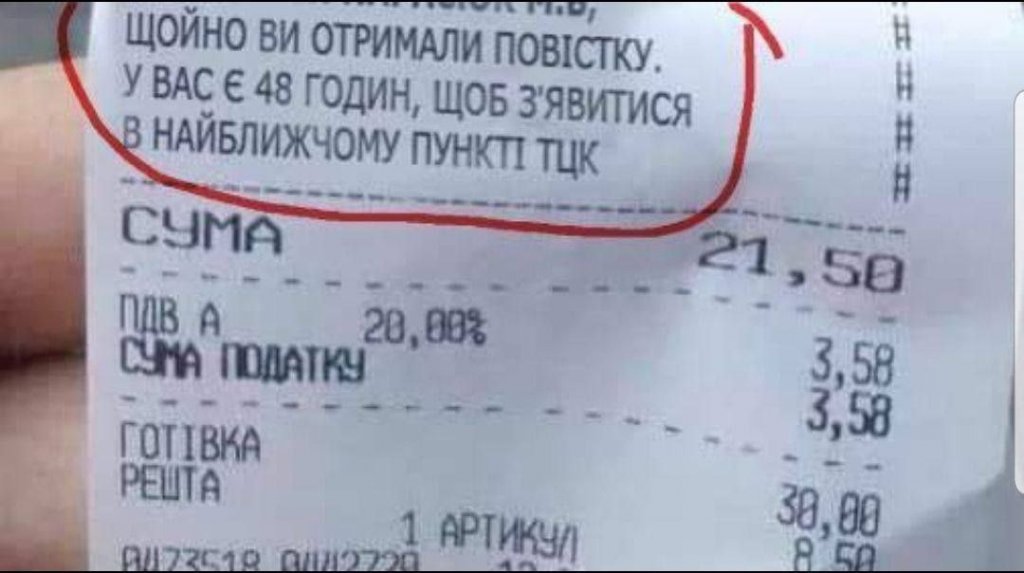 ЩОЙНО ВИ ОТРИМАЛИ ПОВІСТКУ.
У ВАС Є 48 ГОДИН, ЩОБ З'ЯВИТИСЯ
В НАЙБЛИЖЧОМУ ПУНКТІ ТЦК
#
#
#
#
СУМА 21,50
ПДВ А 20,00% 3,58
СУМА ПОДАТКУ 3,58
ГОТІВКА 30,00
РЕШТА 8,50
1 АРТИКУЛ